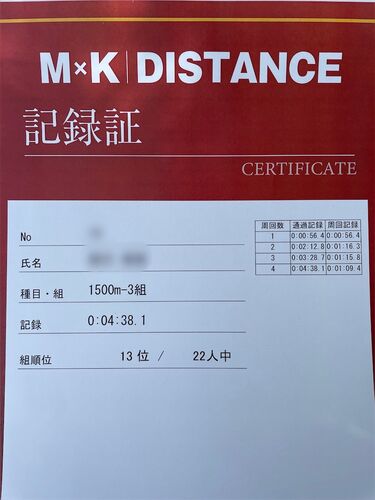 M×K DISTANCE
記録証
CERTIFICATE
No
氏名
種目・組 1500m-3組
記録 0:04:38.1
組順位 13 位 / 22人中
周回数 通過記録 周回記録
1 0:00:56.4 0:00:56.4
2 0:02:12.8 0:01:16.3
3 0:03:28.7 0:01:15.8
4 0:04:38.1 0:01:09.4